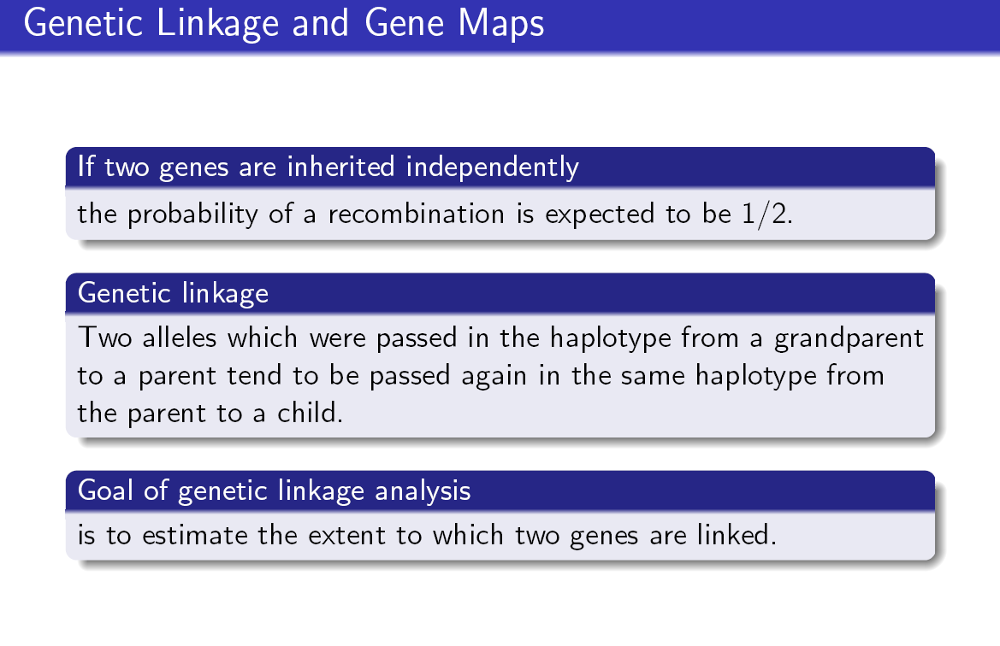 Genetic Linkage and Gene Maps
If two genes are inherited independently
the probability of a recombination is expected to be 1/2.
Genetic linkage
Two alleles which were passed in the haplotype from a grandparent
to a parent tend to be passed again in the same haplotype from
the parent to a child.
Goal of genetic linkage analysis
is to estimate the extent to which two genes are linked.